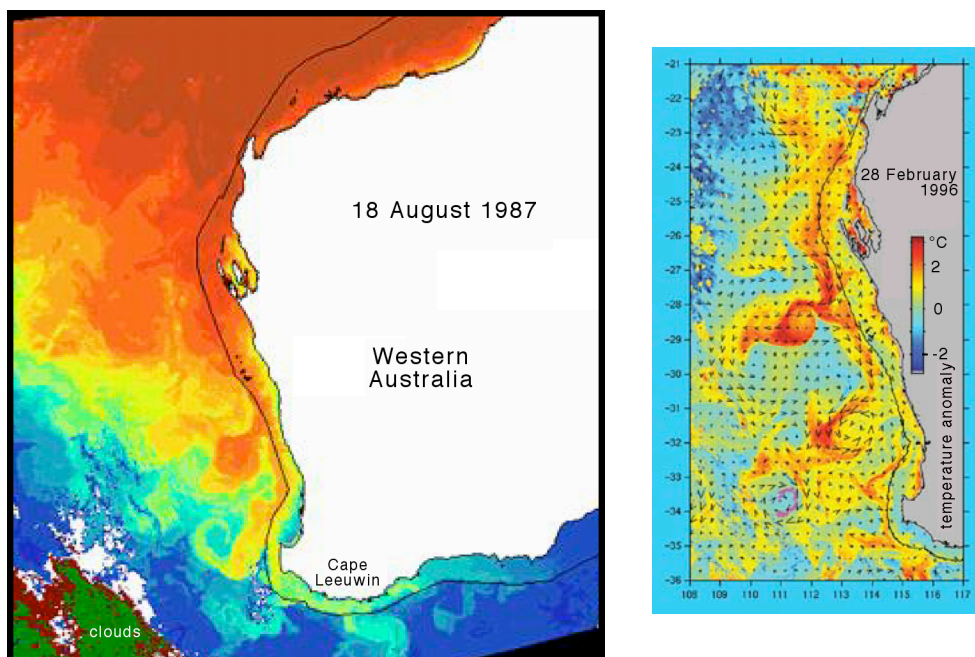 18 August 1987
Western
Australia
Cape
Leeuwin
clouds
28 February
1996
°C
2
0
-2
temperature anomaly
-21
-22
-23
-24
-25
-26
-27
-28
-29
-30
-31
-32
-33
-34
-35
-36
108 109 110 111 112 113 114 115 116